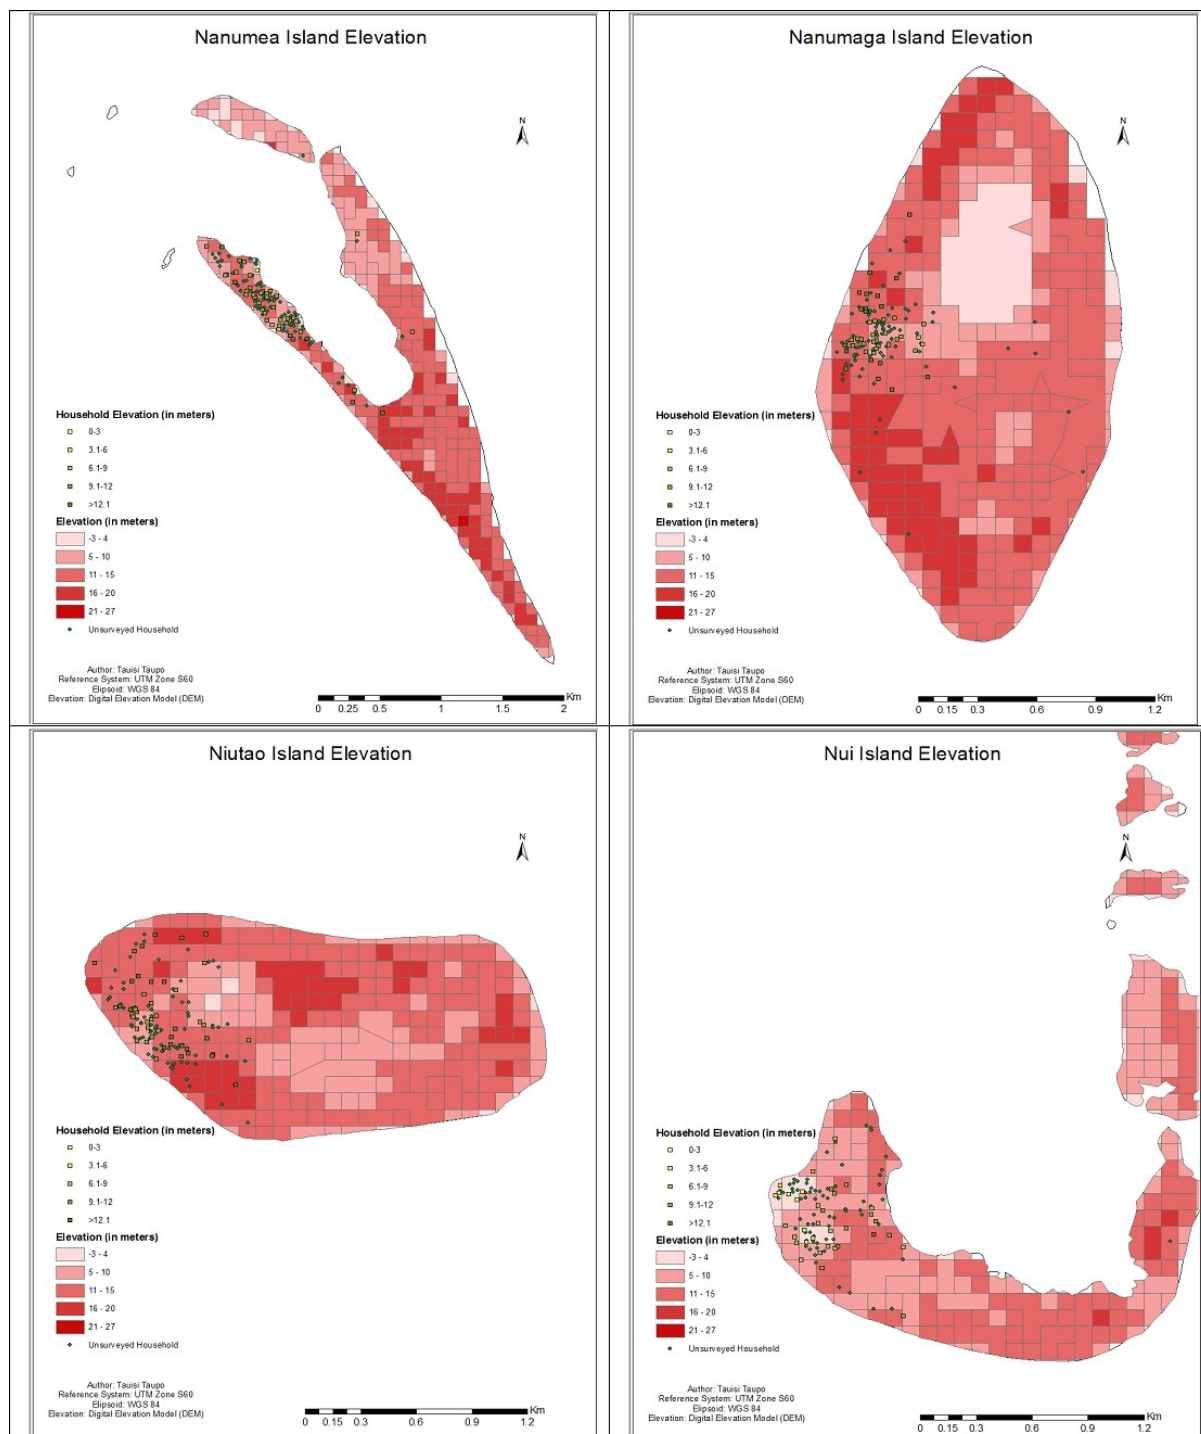 Nanumea Island Elevation
N
Household Elevation (in meters)
0-3
3.1-6
6.1-9
9.1-12
>12.1
Elevation (in meters)
-3 - 4
5 - 10
11 - 15
16 - 20
21 - 27
Unsurveyed Household
Author: Tauisi Taupo
Reference System: UTM Zone S60
Elipsoid: WGS 84
Elevation: Digital Elevation Model (DEM)
Km
0 0.25 0.5 1 1.5 2
Nanumaga Island Elevation
N
Household Elevation (in meters)
0-3
3.1-6
6.1-9
9.1-12
>12.1
Elevation (in meters)
-3 - 4
5 - 10
11 - 15
16 - 20
21 - 27
Unsurveyed Household
Author: Tauisi Taupo
Reference System: UTM Zone S60
Elipsoid: WGS 84
Elevation: Digital Elevation Model (DEM)
Km
0 0.15 0.3 0.6 0.9 1.2
Niutao Island Elevation
N
Household Elevation (in meters)
0-3
3.1-6
6.1-9
9.1-12
>12.1
Elevation (in meters)
-3 - 4
5 - 10
11 - 15
16 - 20
21 - 27
Unsurveyed Household
Author: Tauisi Taupo
Reference System: UTM Zone S60
Elipsoid: WGS 84
Elevation: Digital Elevation Model (DEM)
Km
0 0.15 0.3 0.6 0.9 1.2
Nui Island Elevation
N
Household Elevation (in meters)
0-3
3.1-6
6.1-9
9.1-12
>12.1
Elevation (in meters)
-3 - 4
5 - 10
11 - 15
16 - 20
21 - 27
Unsurveyed Household
Author: Tauisi Taupo
Reference System: UTM Zone S60
Elipsoid: WGS 84
Elevation: Digital Elevation Model (DEM)
Km
0 0.15 0.3 0.6 0.9 1.2